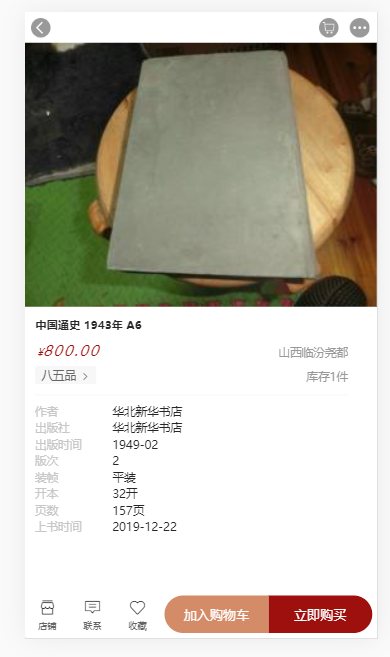 中国通史 1943年 A6
¥800.00
山西临汾尧都
八五品 >
库存1件
作者 华北新华书店
出版社 华北新华书店
出版时间 1949-02
版次 2
装帧 平装
开本 32开
页数 157页
上书时间 2019-12-22
店铺 联系 收藏 加入购物车 立即购买